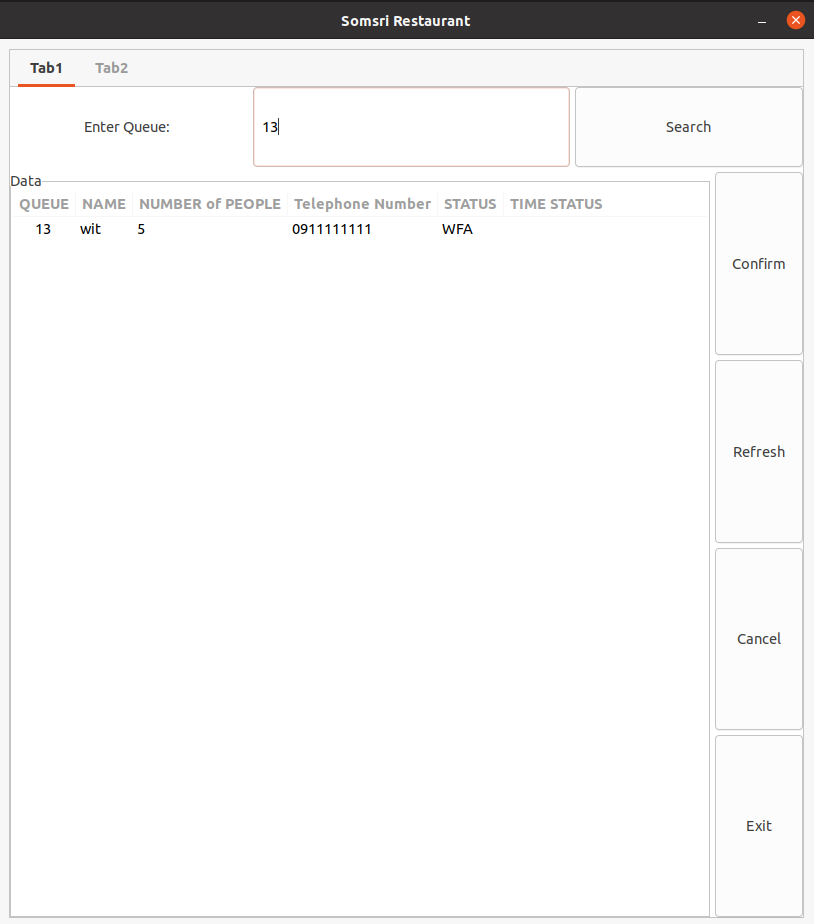 Somsri Restaurant
Tab1 Tab2
Enter Queue: 13 Search
Data
QUEUE NAME NUMBER of PEOPLE Telephone Number STATUS TIME STATUS
13 wit 5 0911111111 WFA
Confirm
Refresh
Cancel
Exit